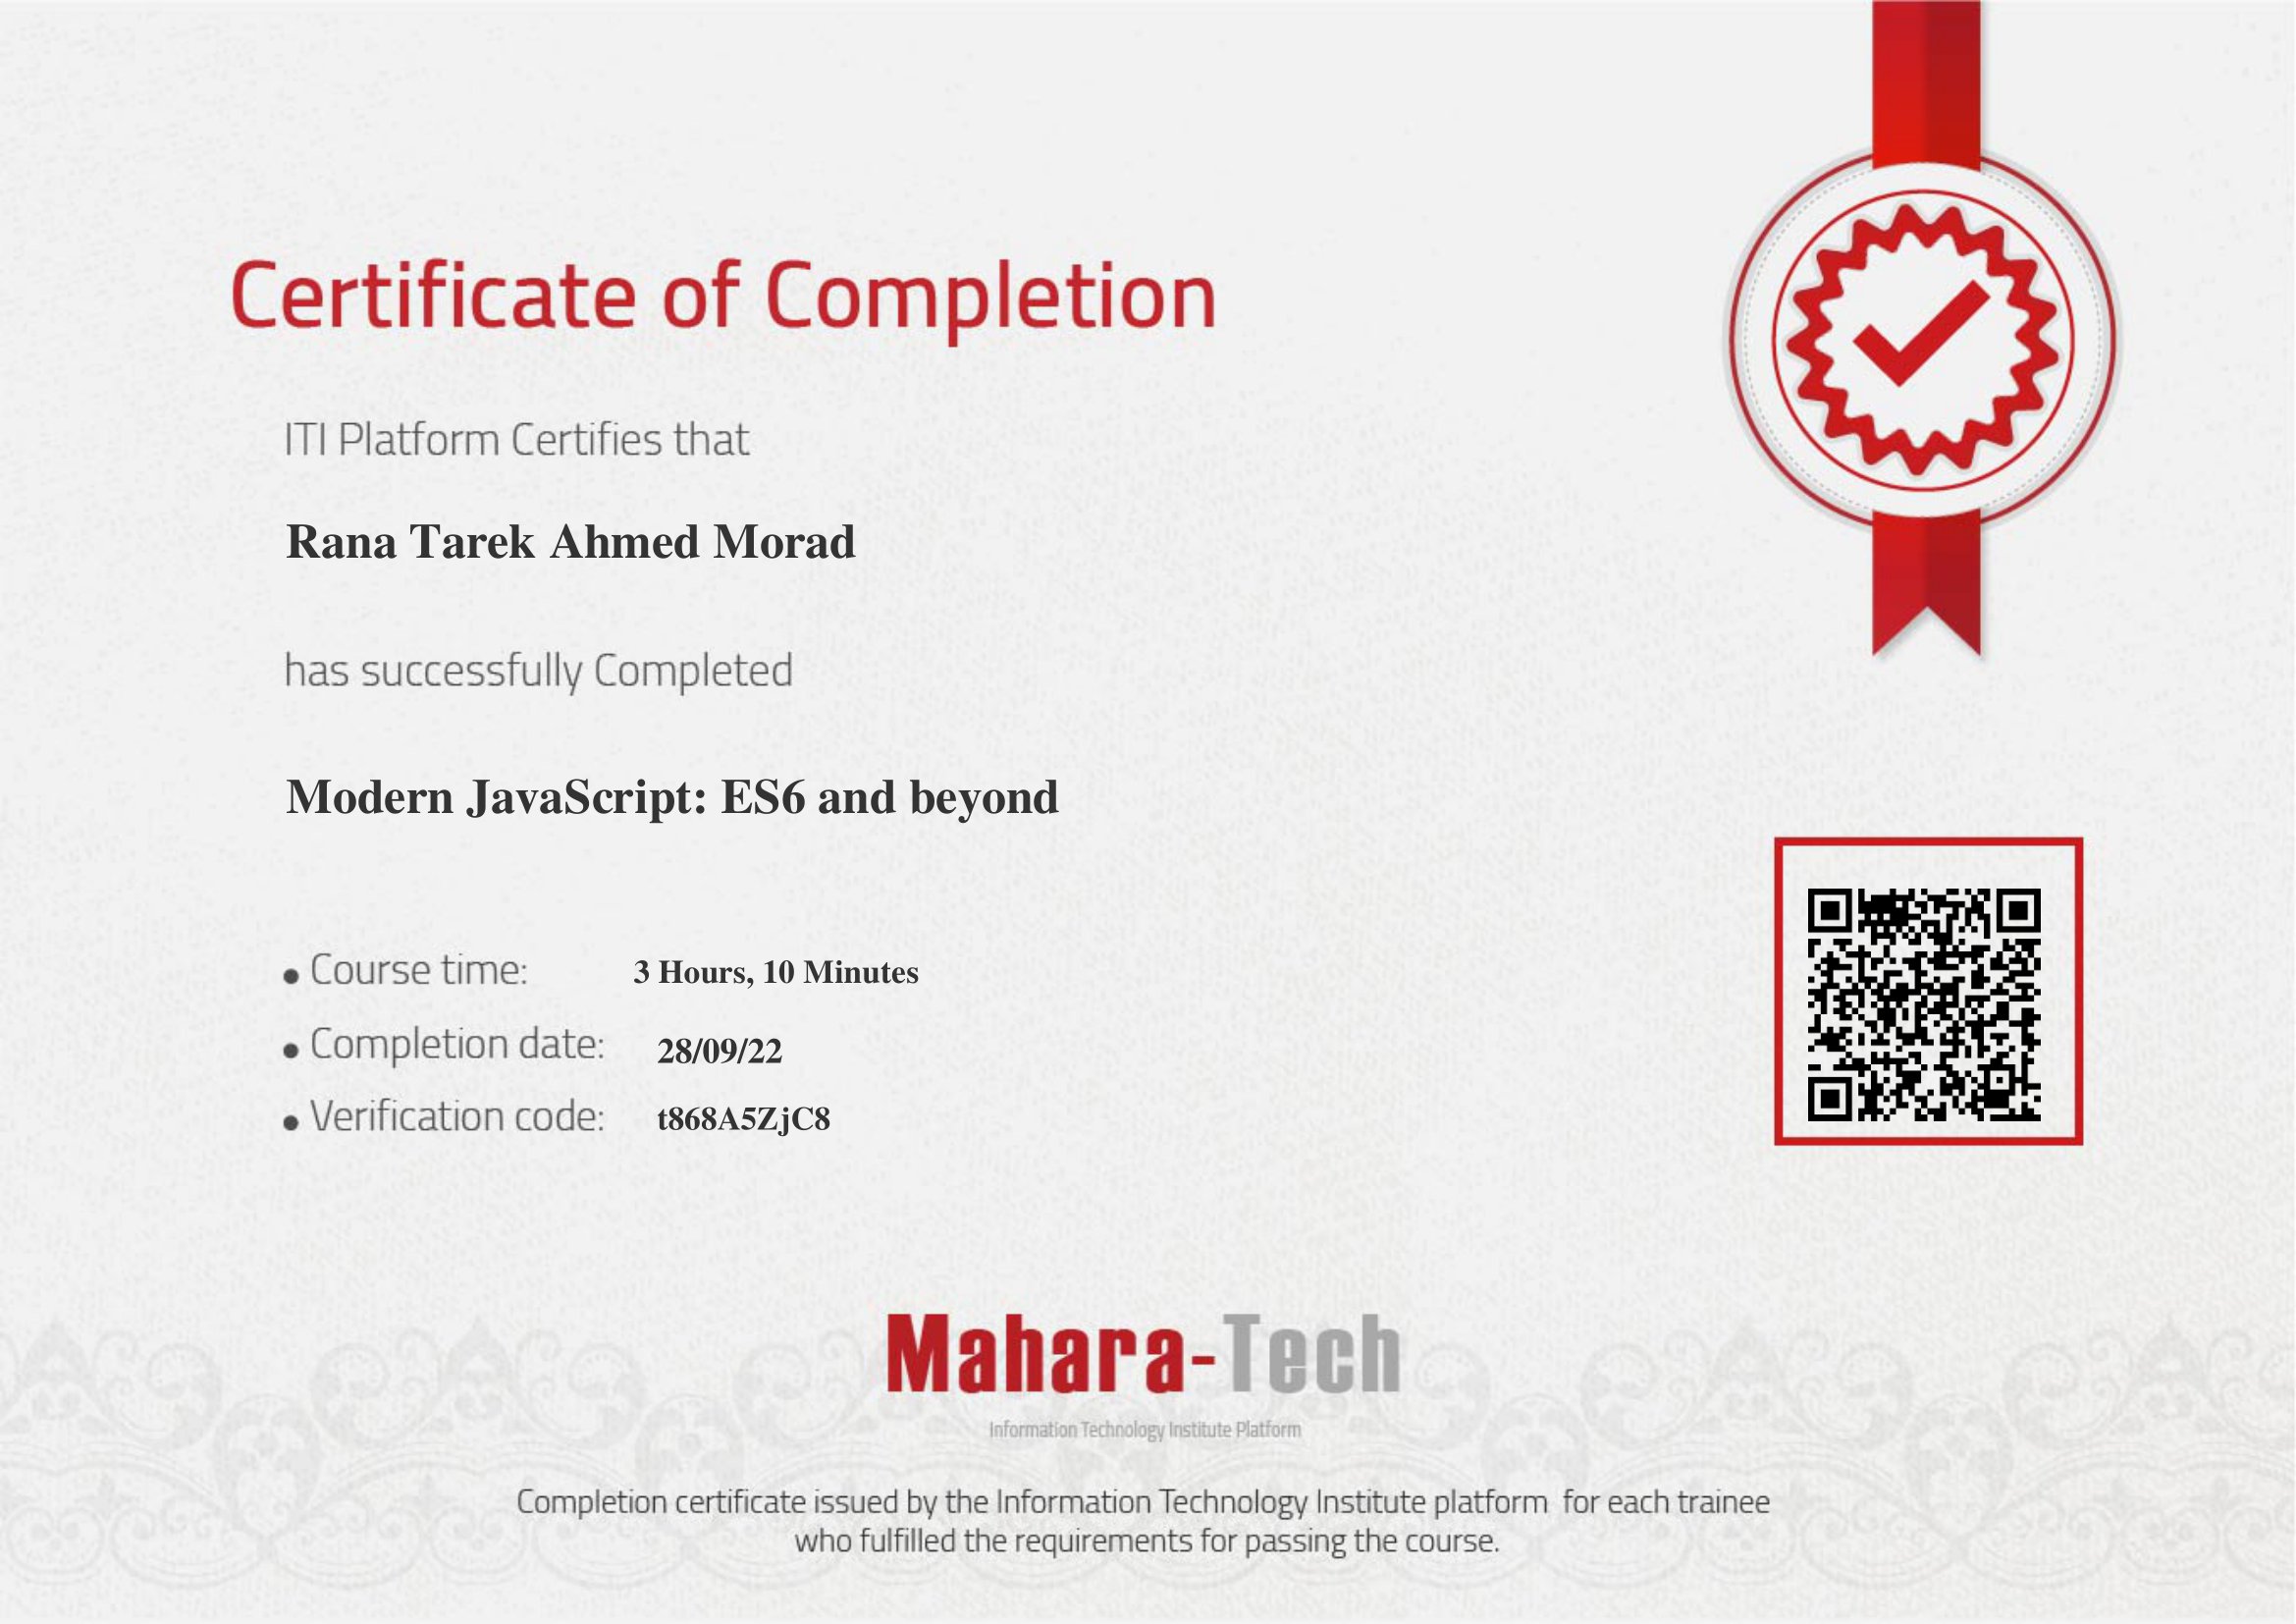 Certificate of Completion
ITI Platform Certifies that
Rana Tarek Ahmed Morad
has successfully Completed
Modern JavaScript: ES6 and beyond
• Course time: 3 Hours, 10 Minutes
• Completion date: 28/09/22
• Verification code: t868A5ZjC8
Mahara-Tech
Information Technology Institute Platform
Completion certificate issued by the Information Technology Institute platform for each trainee
who fulfilled the requirements for passing the course.